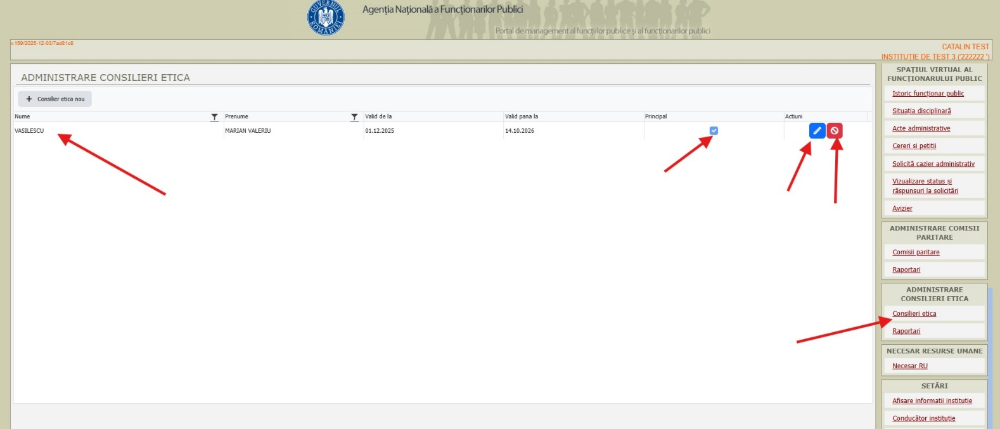 GUVERNUL
ROMÂNIEI
Agenția Națională a Funcționarilor Publici
Portal de management al funcțiilor publice și al funcționarilor publici
v.159/2025-12-03/7ad81c8
CATALIN TEST
INSTITUȚIE DE TEST 3 ('222222 ')
ADMINISTRARE CONSILIERI ETICA
+ Consilier etica nou
Nume Prenume Valid de la Valid pana la Principal Actiuni
VASILESCU MARIAN VALERIU 01.12.2025 14.10.2026
SPAȚIUL VIRTUAL AL
FUNCȚIONARULUI PUBLIC
Istoric funcționar public
Situația disciplinară
Acte administrative
Cereri și petiții
Solicită cazier administrativ
Vizualizare status și
răspunsuri la solicitări
Avizier
ADMINISTRARE COMISII
PARITARE
Comisii paritare
Raportari
ADMINISTRARE
CONSILIERI ETICA
Consilieri etica
Raportari
NECESAR RESURSE UMANE
Necesar RU
SETĂRI
Afișare informații instituție
Conducător instituție